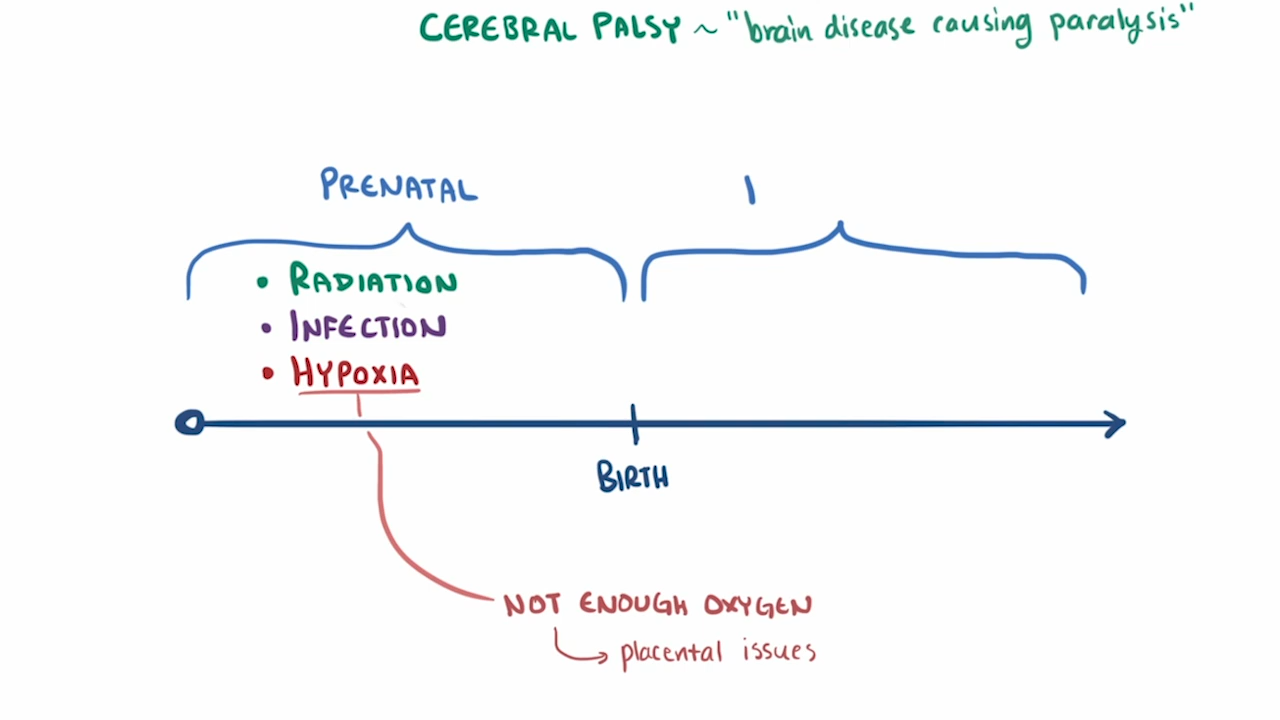 CEREBRAL PALSY ~ "brain disease causing paralysis"
PRENATAL
• RADIATION
• INFECTION
• HYPOXIA
BIRTH
NOT ENOUGH OXYGEN
placental issues